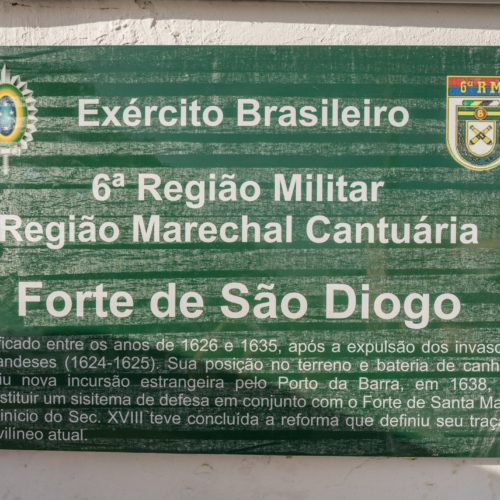 Exército Brasileiro
6ª RM
6ª Região Militar
Região Marechal Cantuária
Forte de São Diogo
ficado entre os anos de 1626 e 1635, após a expulsão dos invaso
andeses (1624-1625). Sua posição no terreno e bateria de canh
iu nova incursão estrangeira pelo Porto da Barra, em 1638,
stituir um sisitema de defesa em conjunto com o Forte de Santa Ma
início do Sec. XVIII teve concluída a reforma que definiu seu traç
vilíneo atual.